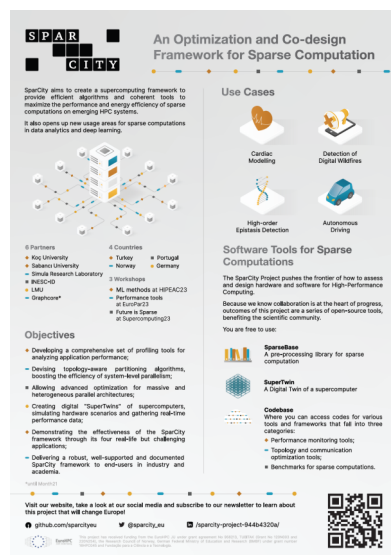 SPAR
CITY
An Optimization and Co-design
Framework for Sparse Computation
SparCity aims to create a supercomputing framework to
provide efficient algorithms and coherent tools to
maximize the performance and energy efficiency of sparse
computations on emerging HPC systems.
It also opens up new usage areas for sparse computations
in data analytics and deep learning.
6 Partners
Koç University
Sabancı University
Simula Research Laboratory
INESC-ID
LMU
Graphcore*
4 Countries
Turkey
Portugal
Norway
Germany
3 Workshops
ML methods at HiPEAC23
Performance tools
at EuroPar23
Future is Sparse
at Supercomputing23
Objectives
Developing a comprehensive set of profiling tools for
analyzing application performance;
Devising topology-aware partitioning algorithms,
boosting the efficiency of system-level parallelism;
Allowing advanced optimization for massive and
heterogeneous parallel architectures;
Creating digital "SuperTwins" of supercomputers,
simulating hardware scenarios and gathering real-time
performance data;
Demonstrating the effectiveness of the SparCity
framework through its four real-life but challenging
applications;
Delivering a robust, well-supported and documented
SparCity framework to end-users in industry and
academia.
Use Cases
Cardiac
Modelling
Detection of
Digital Wildfires
High-order
Epistasis Detection
Autonomous
Driving
Software Tools for Sparse
Computations
The SparCity Project pushes the frontier of how to assess
and design hardware and software for High-Performance
Computing.
Because we know collaboration is at the heart of progress,
outcomes of this project are a series of open-source tools,
benefiting the scientific community.
You are free to use:
SparseBase
A pre-processing library for sparse
computation
SuperTwin
A Digital Twin of a supercomputer
Codebase
Where you can access codes for various
tools and frameworks that fall into three
categories:
Performance monitoring tools;
Topology and communication
optimization tools;
Benchmarks for sparse computations.
Visit our website, take a look at our social media and subscribe to our newsletter to learn about
this project that will change Europe!
github.com/sparcityeu
@sparcity_eu
/sparcity-project-944b4320a/
EuroHPC